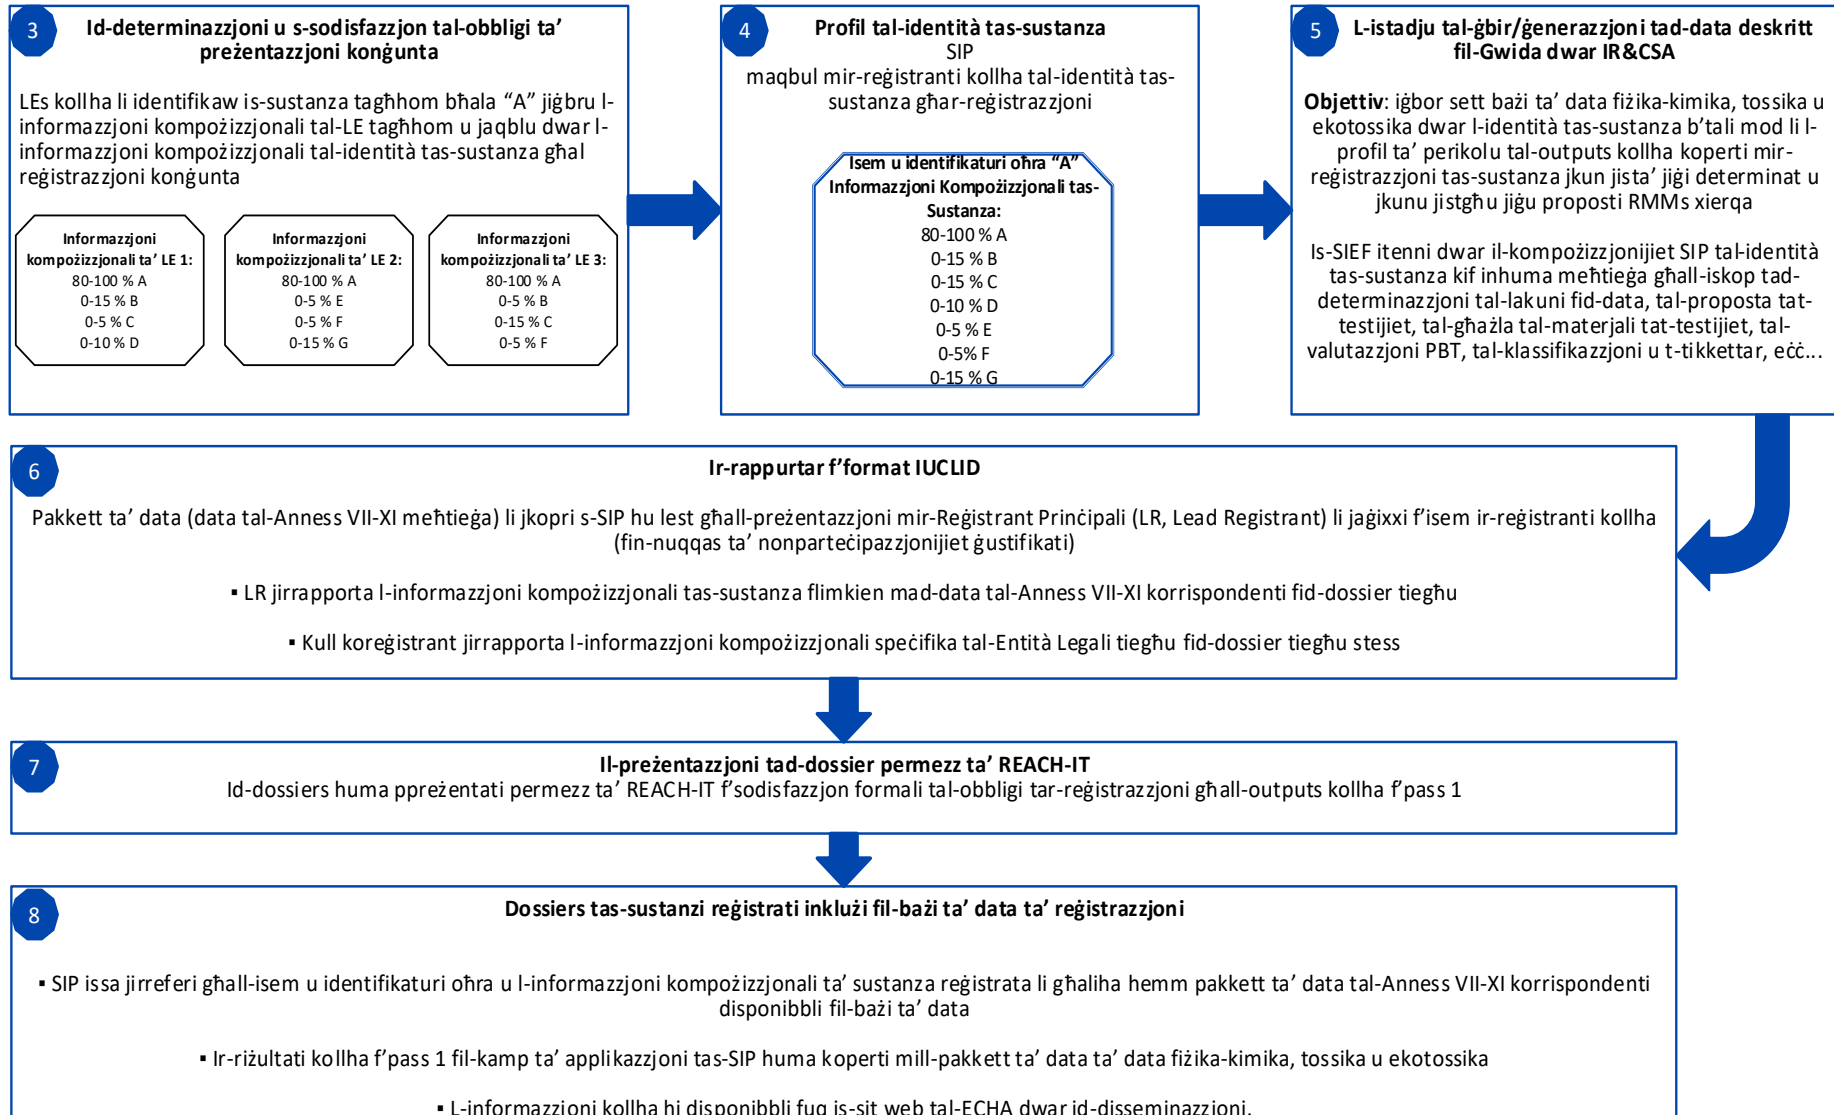 3
Id-determinazzjoni u s-sodisfazzjon tal-obbligi ta’
preżentazzjoni konġunta
LEs kollha li identifikaw is-sustanza tagħhom bħala “A” jiġbru l-
informazzjoni kompożizzjonali tal-LE tagħhom u jaqblu dwar l-
informazzjoni kompożizzjonali tal-identità tas-sustanza għal
reġistrazzjoni konġunta
Informazzjoni
kompożizzjonali ta’ LE 1:
80-100 % A
0-15 % B
0-5 % C
0-10 % D
Informazzjoni
kompożizzjonali ta’ LE 2:
80-100 % A
0-5 % E
0-5 % F
0-15 % G
Informazzjoni
kompożizzjonali ta’ LE 3:
80-100 % A
0-5 % B
0-15 % C
0-5 % F
4
Profil tal-identità tas-sustanza
SIP
maqbul mir-reġistranti kollha tal-identità tas-
sustanza għar-reġistrazzjoni
Isem u identifikaturi oħra “A”
Informazzjoni Kompożizzjonali tas-
Sustanza:
80-100 % A
0-15 % B
0-15 % C
0-10 % D
0-5 % E
0-5% F
0-15 % G
5
L-istadju tal-ġbir/ġenerazzjoni tad-data deskritt
fil-Gwida dwar IR&CSA
Objettiv: iġbor sett bażi ta’ data fiżika-kimika, tossika u
ekotossika dwar l-identità tas-sustanza b’tali mod li l-
profil ta’ perikolu tal-outputs kollha koperti mir-
reġistrazzjoni tas-sustanza jkun jista’ jiġi determinat u
jkunu jistgħu jiġu proposti RMMs xierqa
Is-SIEF itenni dwar il-kompożizzjonijiet SIP tal-identità
tas-sustanza kif inhuma meħtieġa għall-iskop tad-
determinazzjoni tal-lakuni fid-data, tal-proposta tat-
testijiet, tal-għażla tal-materjali tat-testijiet, tal-
valutazzjoni PBT, tal-klassifikazzjoni u t-tikkettar, eċċ...
6
Ir-rappurtar f’format IUCLID
Pakkett ta’ data (data tal-Anness VII-XI meħtieġa) li jkopri s-SIP hu lest għall-preżentazzjoni mir-Reġistrant Prinċipali (LR, Lead Registrant) li jaġixxi f’isem ir-reġistranti kollha
(fin-nuqqas ta’ nonparteċipazzjonijiet ġustifikati)
▪ LR jirrapporta l-informazzjoni kompożizzjonali tas-sustanza flimkien mad-data tal-Anness VII-XI korrispondenti fid-dossier tiegħu
▪ Kull koreġistrant jirrapporta l-informazzjoni kompożizzjonali speċifika tal-Entità Legali tiegħu fid-dossier tiegħu stess
7
Il-preżentazzjoni tad-dossier permezz ta’ REACH-IT
Id-dossiers huma ppreżentati permezz ta’ REACH-IT f’sodisfazzjon formali tal-obbligi tar-reġistrazzjoni għall-outputs kollha f’pass 1
8
Dossiers tas-sustanzi reġistrati inklużi fil-bażi ta’ data ta’ reġistrazzjoni
▪ SIP issa jirreferi għall-isem u identifikaturi oħra u l-informazzjoni kompożizzjonali ta’ sustanza reġistrata li għaliha hemm pakkett ta’ data tal-Anness VII-XI korrispondenti
disponibbli fil-bażi ta’ data
▪ Ir-riżultati kollha f’pass 1 fil-kamp ta’ applikazzjoni tas-SIP huma koperti mill-pakkett ta’ data ta’ data fiżika-kimika, tossika u ekotossika
▪ L-informazzjoni kollha hi disponibbli fuq is-sit web tal-ECHA dwar id-disseminazzjoni.